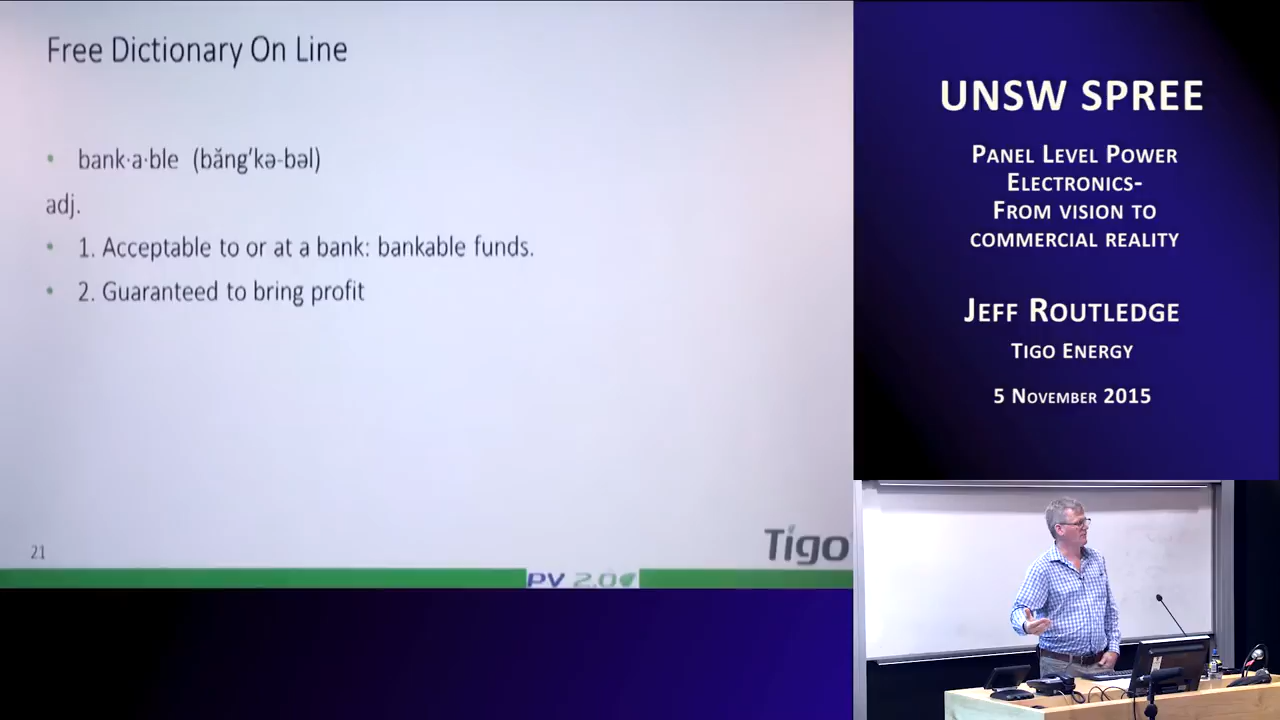 Free Dictionary On Line
• bank·a·ble (băng′kə-bəl)
adj.
• 1. Acceptable to or at a bank: bankable funds.
• 2. Guaranteed to bring profit
21
Tigo
PV 2.0
UNSW SPREE
Panel Level Power
Electronics-
From vision to
commercial reality
Jeff Routledge
Tigo Energy
5 November 2015